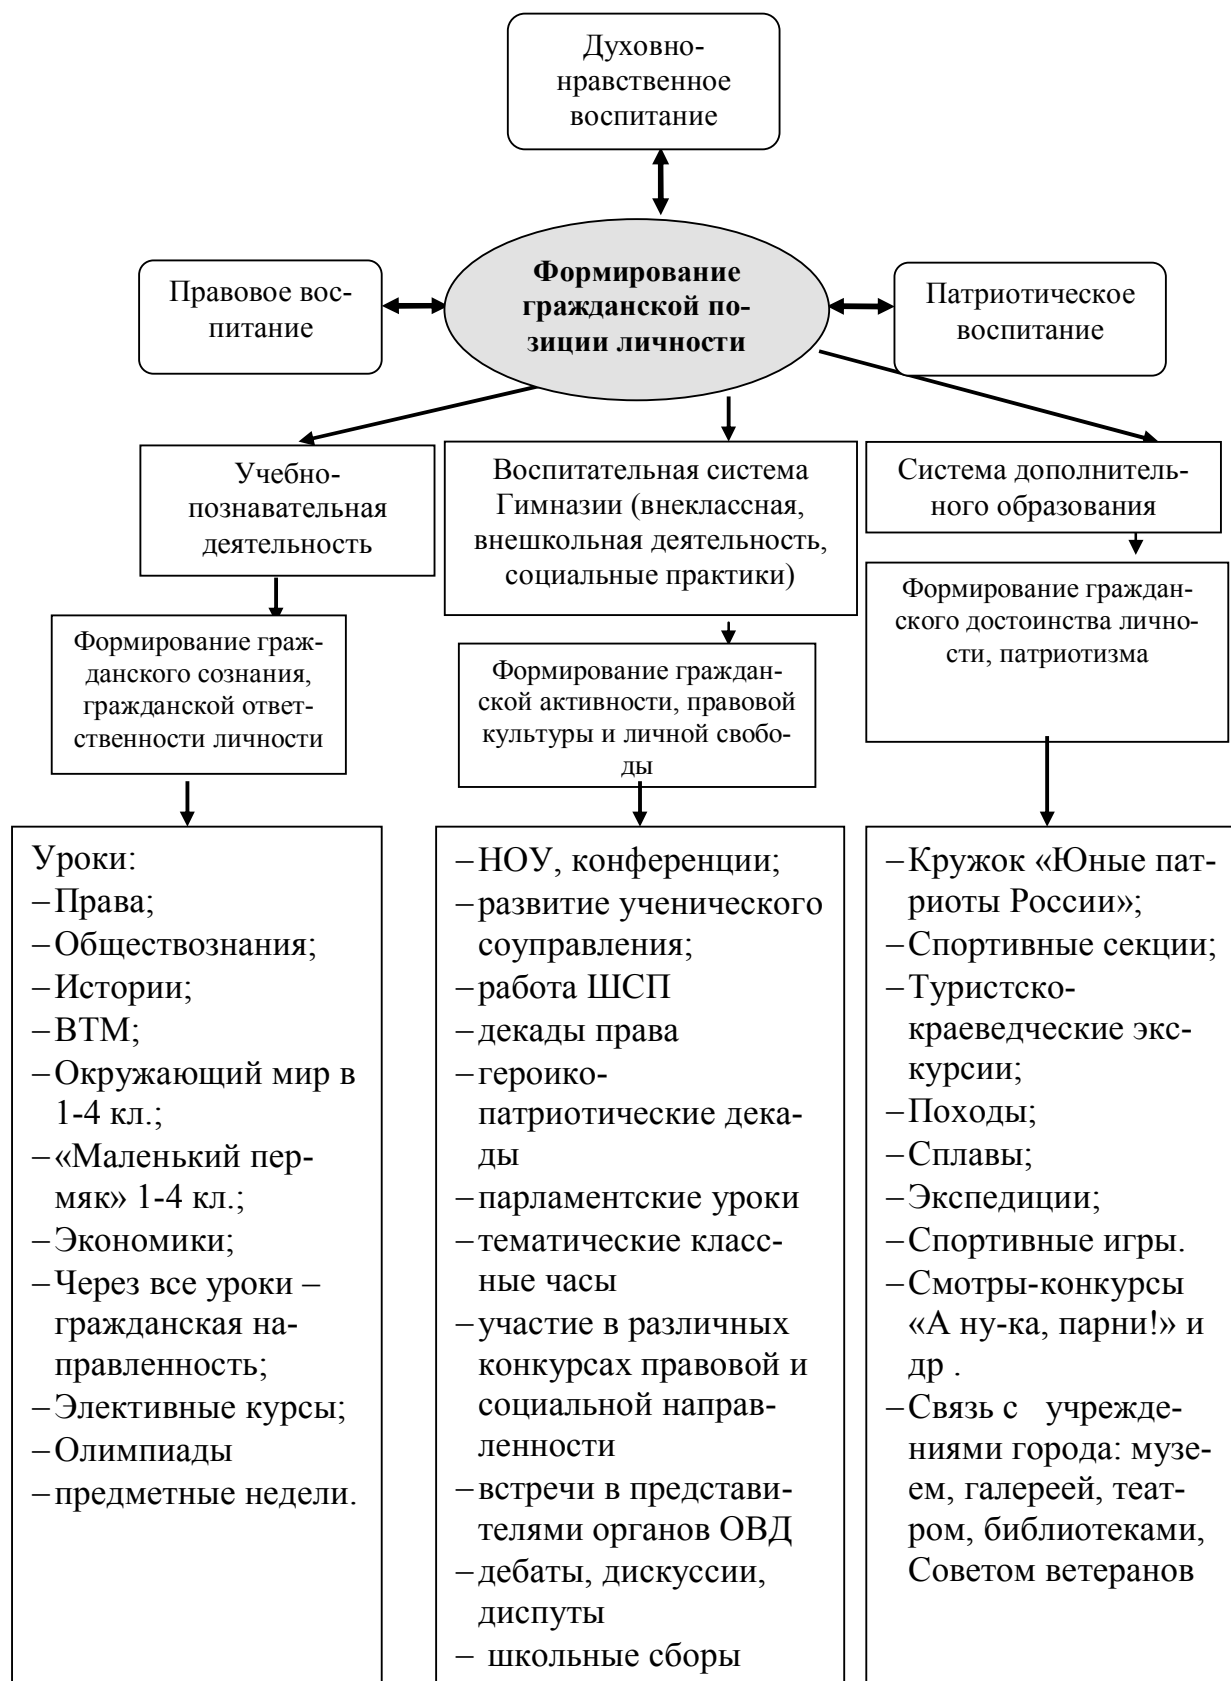 Духовно-
нравственное
воспитание
Правовое вос-
питание
Формирование
гражданской по-
зиции личности
Патриотическое
воспитание
Учебно-
познавательная
деятельность
Воспитательная система
Гимназии (внеклассная,
внешкольная деятельность,
социальные практики)
Система дополнитель-
ного образования
Формирование граж-
данского сознания,
гражданской ответ-
ственности личности
Формирование граждан-
ской активности, правовой
культуры и личной свобо-
ды
Формирование граждан-
ского достоинства лично-
сти, патриотизма
Уроки:
–Права;
–Обществознания;
–Истории;
–ВТМ;
–Окружающий мир в
1-4 кл.;
–«Маленький пер-
мяк» 1-4 кл.;
–Экономики;
–Через все уроки –
гражданская на-
правленность;
–Элективные курсы;
–Олимпиады
–предметные недели.
–НОУ, конференции;
–развитие ученического
соуправления;
–работа ШСП
–декады права
–героико-
патриотические дека-
ды
–парламентские уроки
–тематические класс-
ные часы
–участие в различных
конкурсах правовой и
социальной направ-
ленности
–встречи в представи-
телями органов ОВД
–дебаты, дискуссии,
диспуты
– школьные сборы
–Кружок «Юные пат-
риоты России»;
–Спортивные секции;
–Туристско-
краеведческие экс-
курсии;
–Походы;
–Сплавы;
–Экспедиции;
–Спортивные игры.
–Смотры-конкурсы
«А ну-ка, парни!» и
др .
–Связь с учрежде-
ниями города: музе-
ем, галереей, теат-
ром, библиотеками,
Советом ветеранов